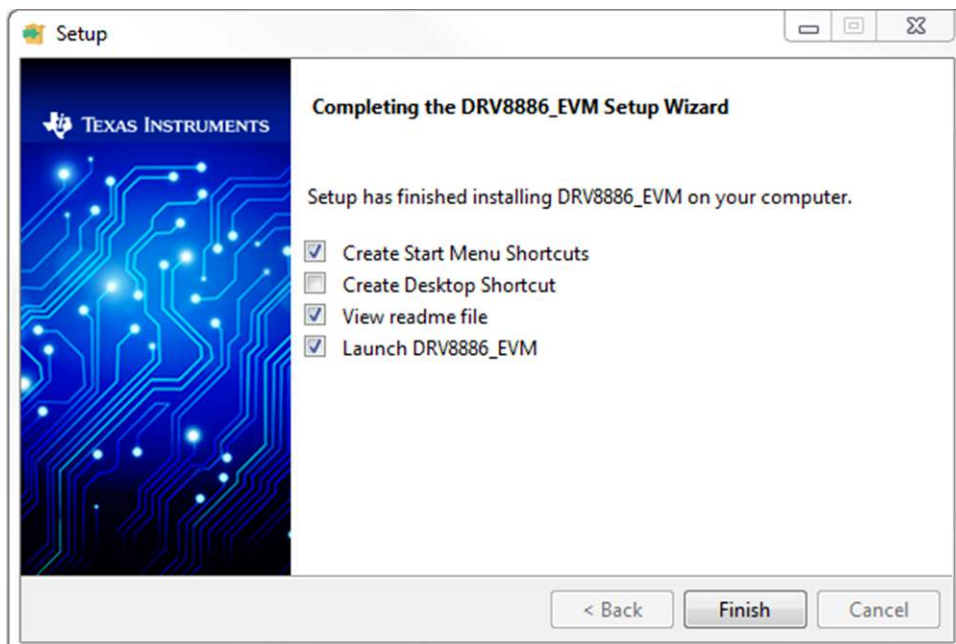 Setup
TEXAS INSTRUMENTS
Completing the DRV8886_EVM Setup Wizard
Setup has finished installing DRV8886_EVM on your computer.
Create Start Menu Shortcuts
Create Desktop Shortcut
View readme file
Launch DRV8886_EVM
< Back Finish Cancel